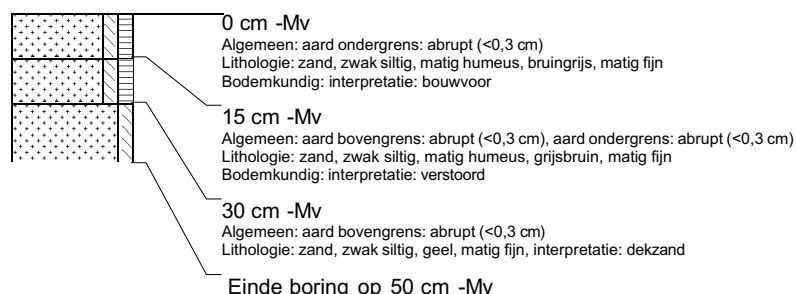 0 cm -Mv
Algemeen: aard ondergrens: abrupt (<0,3 cm)
Lithologie: zand, zwak siltig, matig humeus, bruingrijs, matig fijn
Bodemkundig: interpretatie: bouwvoor
15 cm -Mv
Algemeen: aard bovengrens: abrupt (<0,3 cm), aard ondergrens: abrupt (<0,3 cm)
Lithologie: zand, zwak siltig, matig humeus, grijsbruin, matig fijn
Bodemkundig: interpretatie: verstoord
30 cm -Mv
Algemeen: aard bovengrens: abrupt (<0,3 cm)
Lithologie: zand, zwak siltig, geel, matig fijn, interpretatie: dekzand
Einde boring op 50 cm -Mv